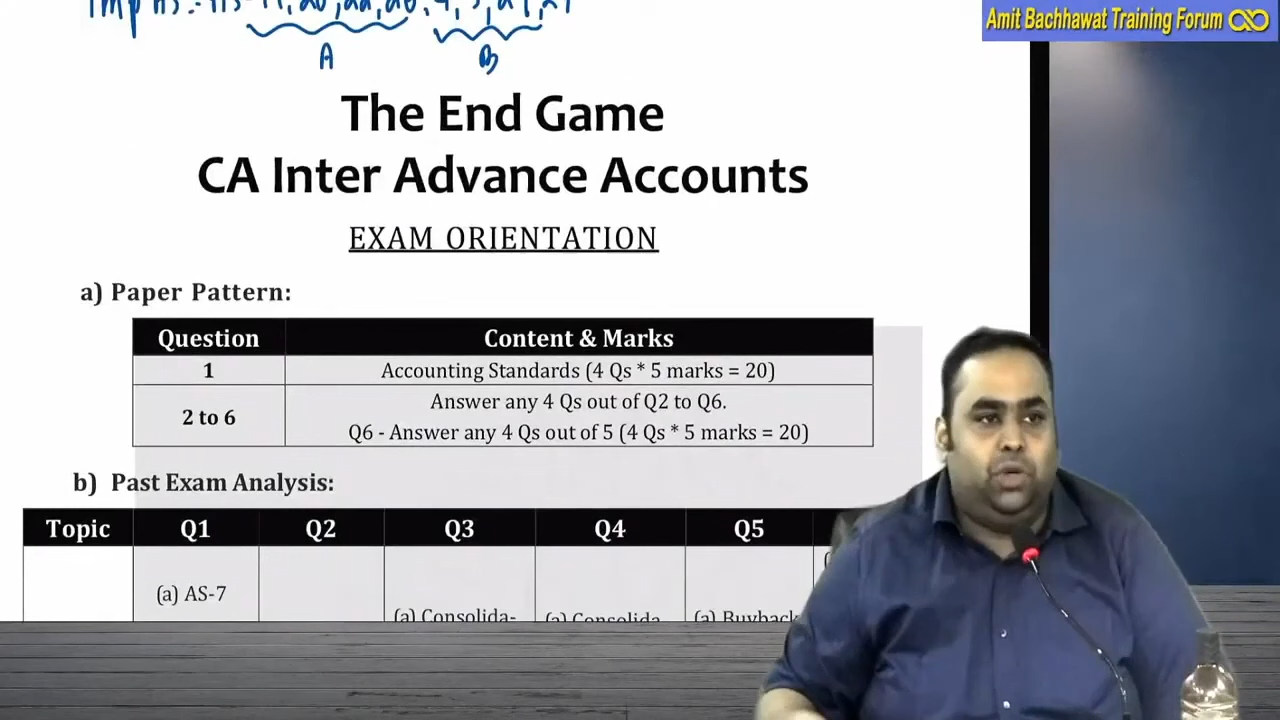 Amit Bachhawat Training Forum
A
B
The End Game
CA Inter Advance Accounts
EXAM ORIENTATION
a) Paper Pattern:
Question Content & Marks
1 Accounting Standards (4 Qs * 5 marks = 20)
2 to 6 Answer any 4 Qs out of Q2 to Q6.
Q6 - Answer any 4 Qs out of 5 (4 Qs * 5 marks = 20)
b) Past Exam Analysis:
Topic Q1 Q2 Q3 Q4 Q5
(a) AS-7
(a) Consolida- (a) Consolida- (a) Buyback